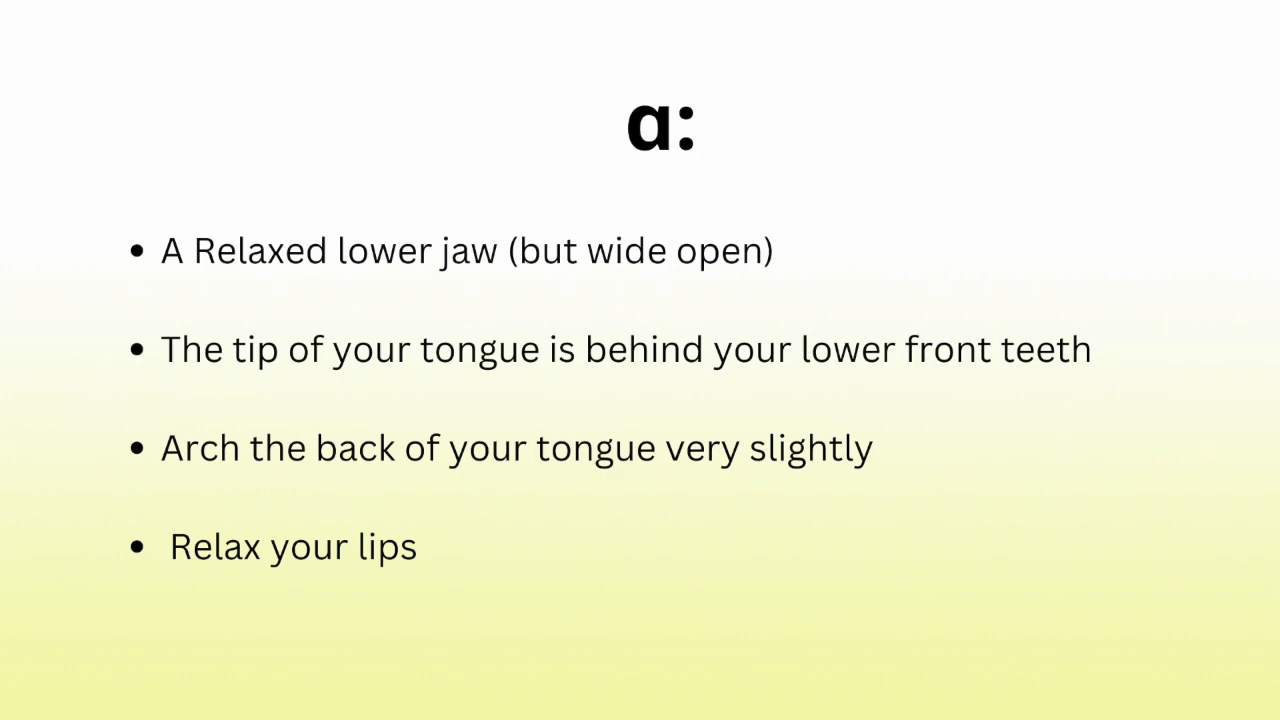 ɑ:
• A Relaxed lower jaw (but wide open)
• The tip of your tongue is behind your lower front teeth
• Arch the back of your tongue very slightly
• Relax your lips